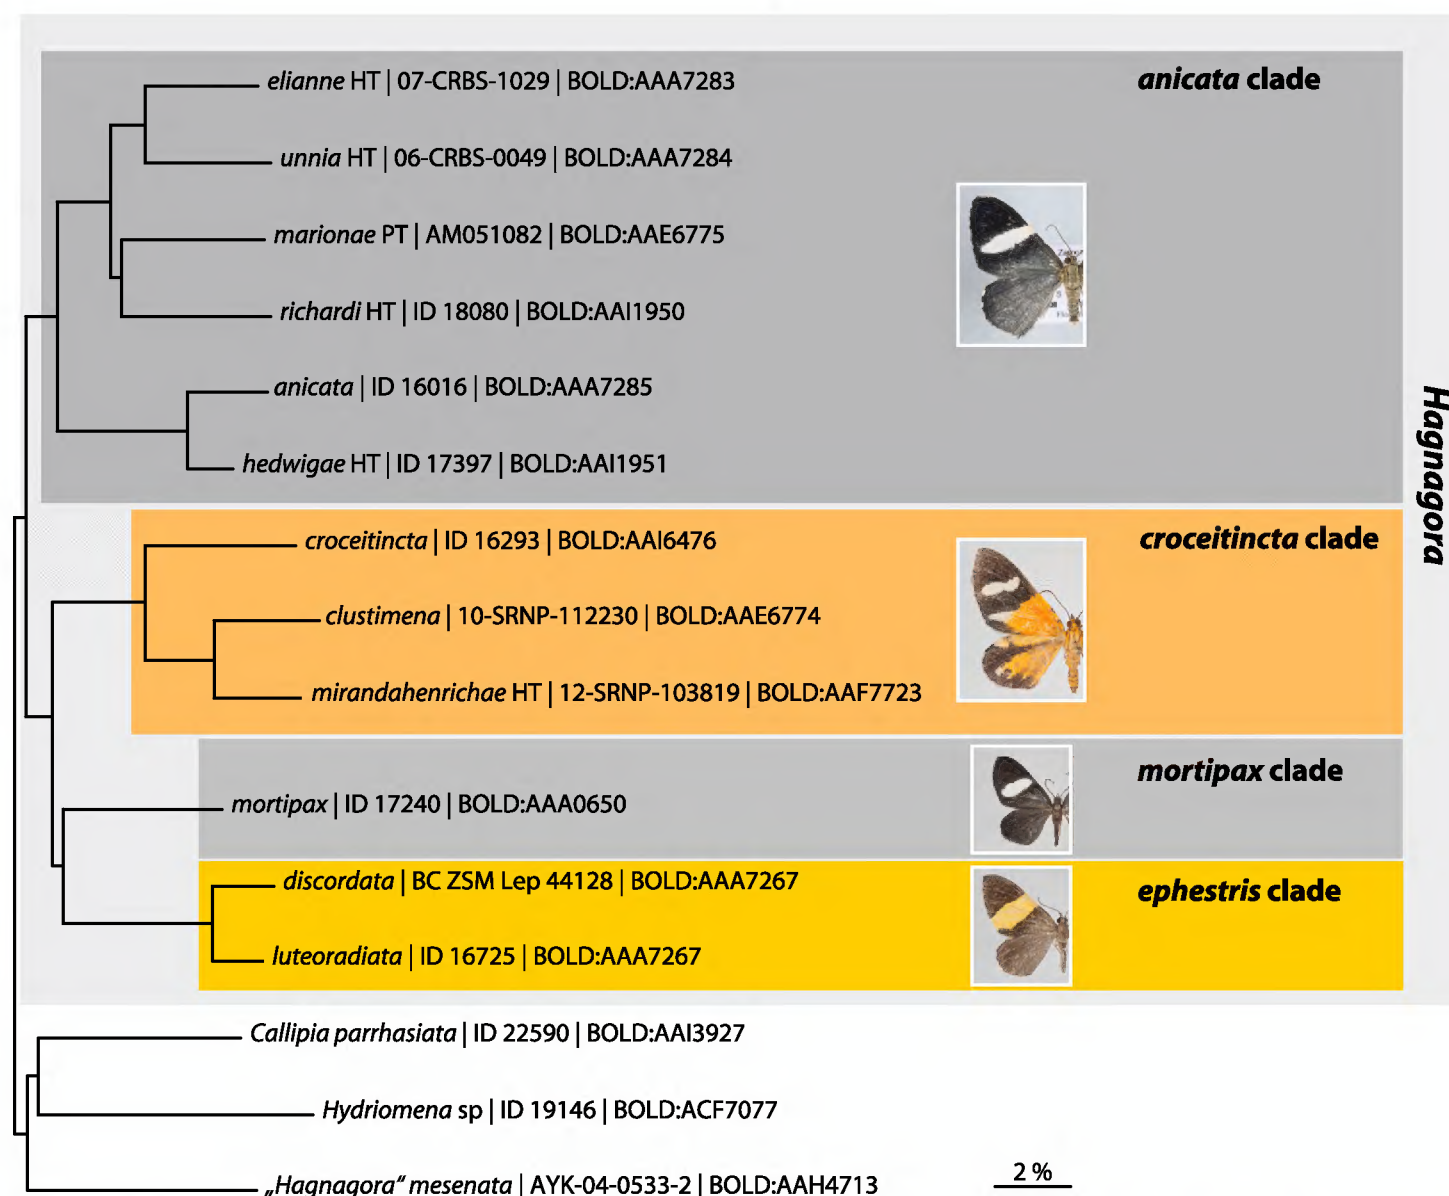 elianne HT | 07-CRBS-1029 | BOLD:AAA7283
anicata clade
unnia HT | 06-CRBS-0049 | BOLD:AAA7284
marionae PT | AM051082 | BOLD:AAE6775
richardi HT | ID 18080 | BOLD:AAI1950
anicata | ID 16016 | BOLD:AAA7285
hedwigae HT | ID 17397 | BOLD:AAI1951
Hagnagora
croceitincta | ID 16293 | BOLD:AAI6476
croceitincta clade
clustimena | 10-SRNP-112230 | BOLD:AAE6774
mirandahenrichae HT | 12-SRNP-103819 | BOLD:AAF7723
mortipax clade
mortipax | ID 17240 | BOLD:AAA0650
discordata | BC ZSM Lep 44128 | BOLD:AAA7267
ephestris clade
luteoradiata | ID 16725 | BOLD:AAA7267
Callipia parrhasiata | ID 22590 | BOLD:AAI3927
Hydriomena sp | ID 19146 | BOLD:ACF7077
„Hagnagora“ mesenata | AYK-04-0533-2 | BOLD:AAH4713
2 %